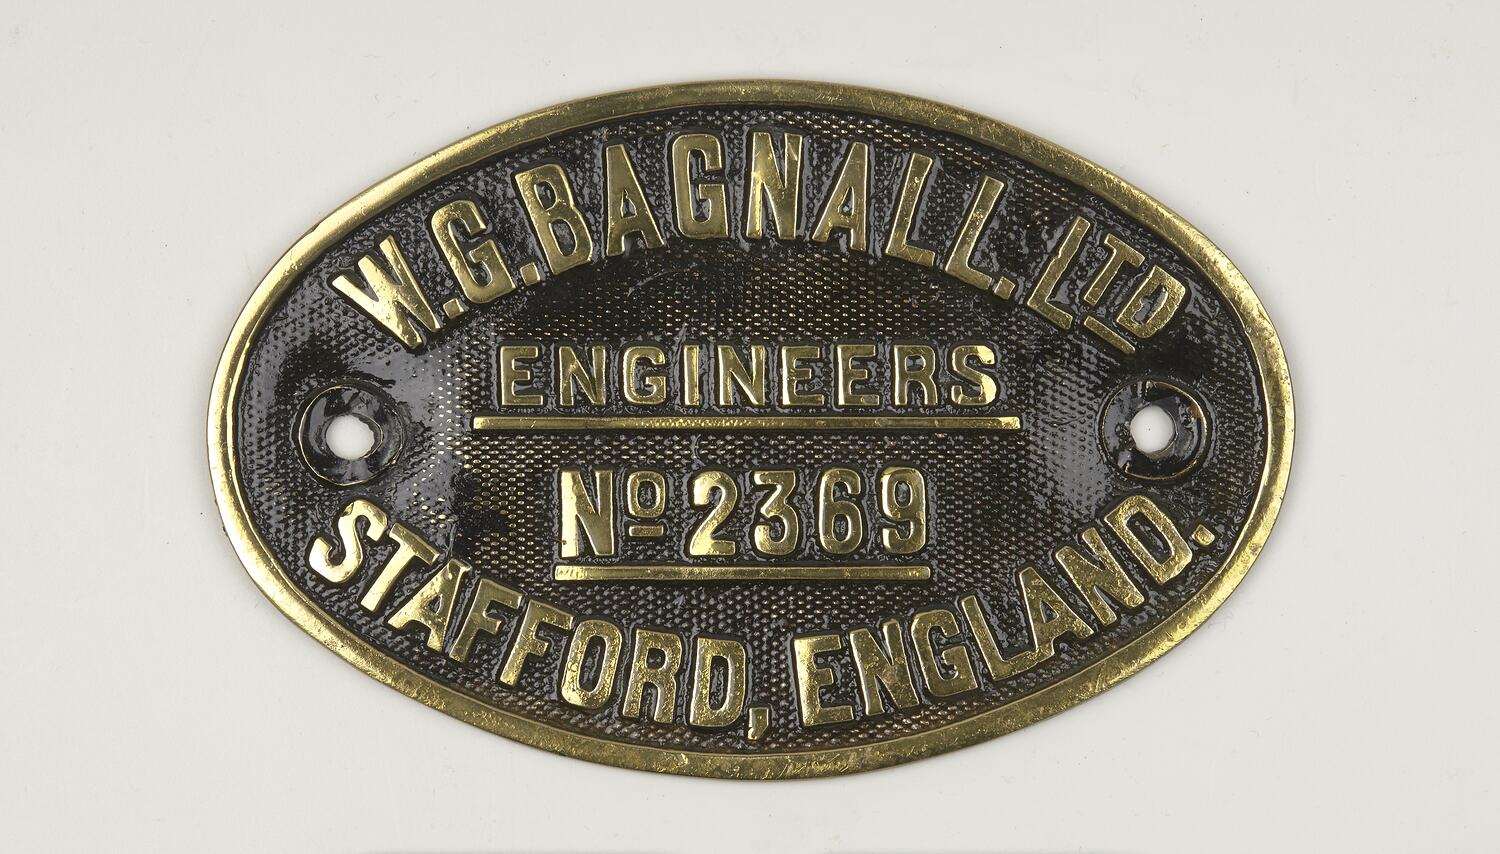 W.G.BAGNALL.LTD
ENGINEERS
No 2369
STAFFORD, ENGLAND.